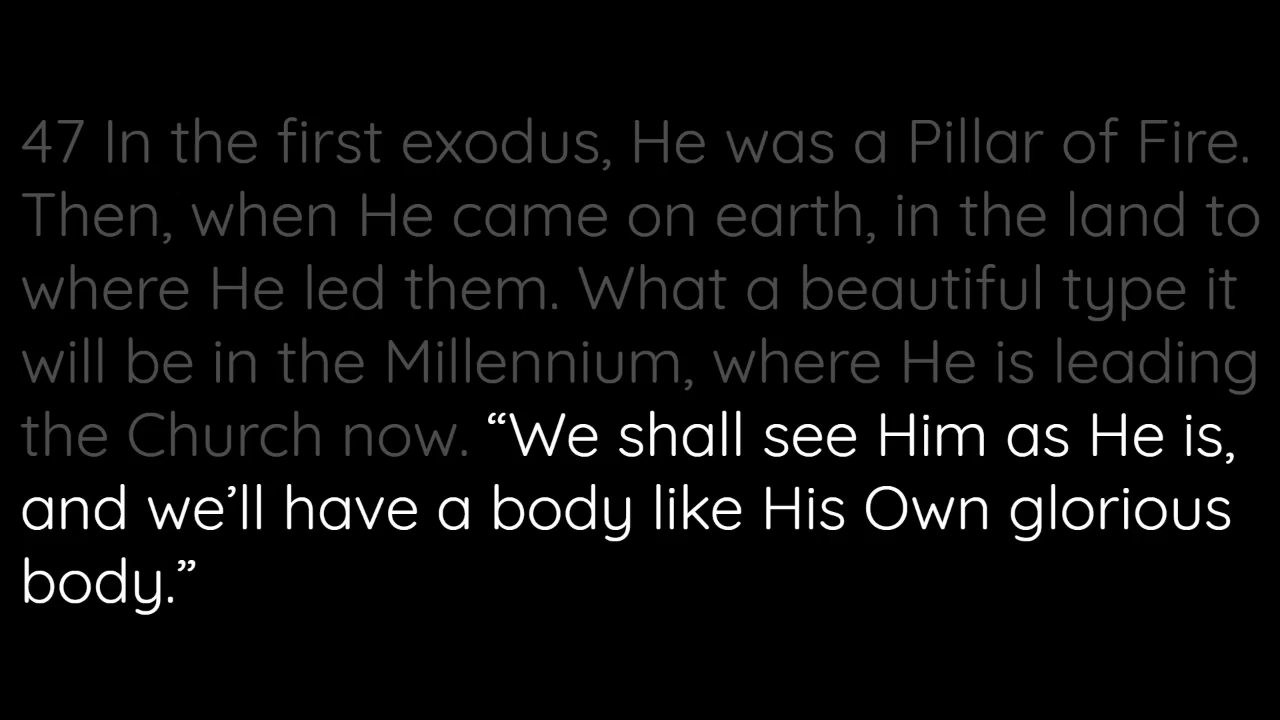 47 In the first exodus, He was a Pillar of Fire.
Then, when He came on earth, in the land to
where He led them. What a beautiful type it
will be in the Millennium, where He is leading
the Church now. “We shall see Him as He is,
and we’ll have a body like His Own glorious
body.”